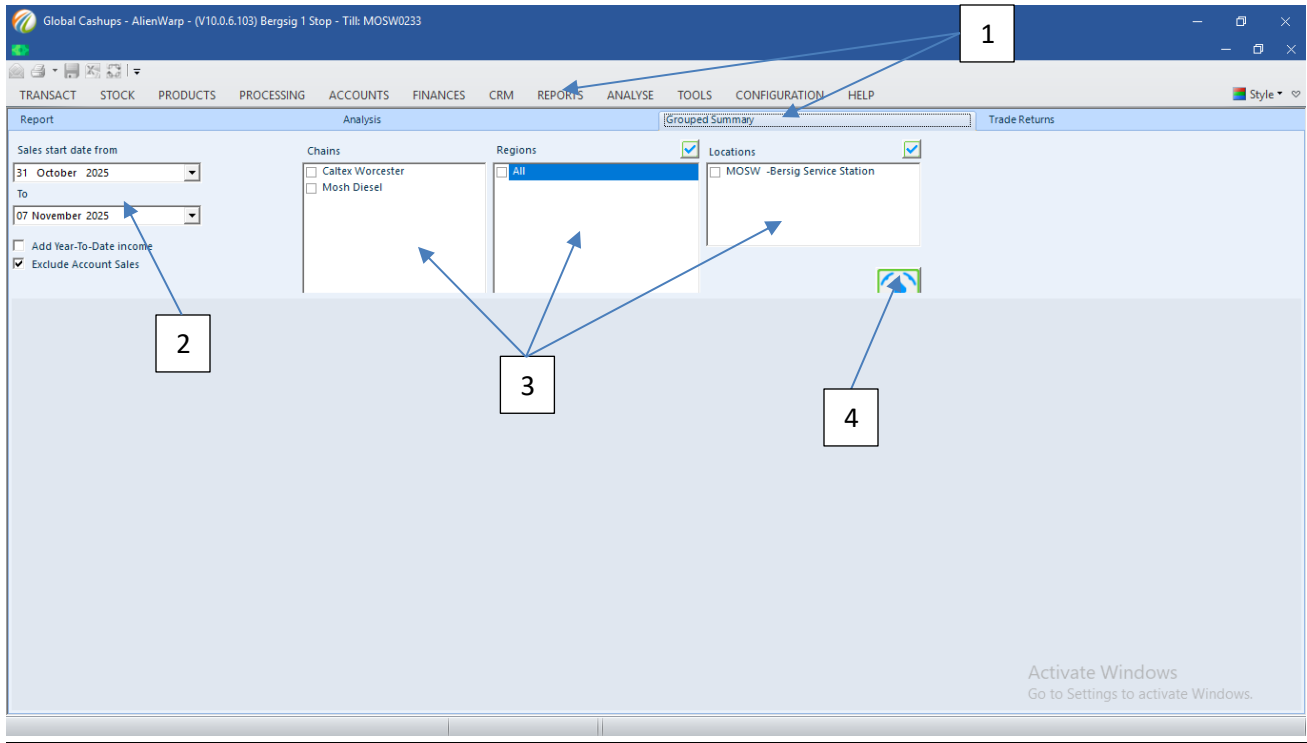 Global Cashups - AlienWarp - (V10.0.6.103) Bergsig 1 Stop - Till: MOSW0233
1
TRANSACT STOCK PRODUCTS PROCESSING ACCOUNTS FINANCES CRM REPORTS ANALYSE TOOLS CONFIGURATION HELP Style
Report Analysis Grouped Summary Trade Returns
Sales start date from Chains Regions Locations
31 October 2025 Caltex Worcester All MOSW -Bersig Service Station
To Mosh Diesel
07 November 2025
Add Year-To-Date income
Exclude Account Sales
2
3
4
Activate Windows
Go to Settings to activate Windows.